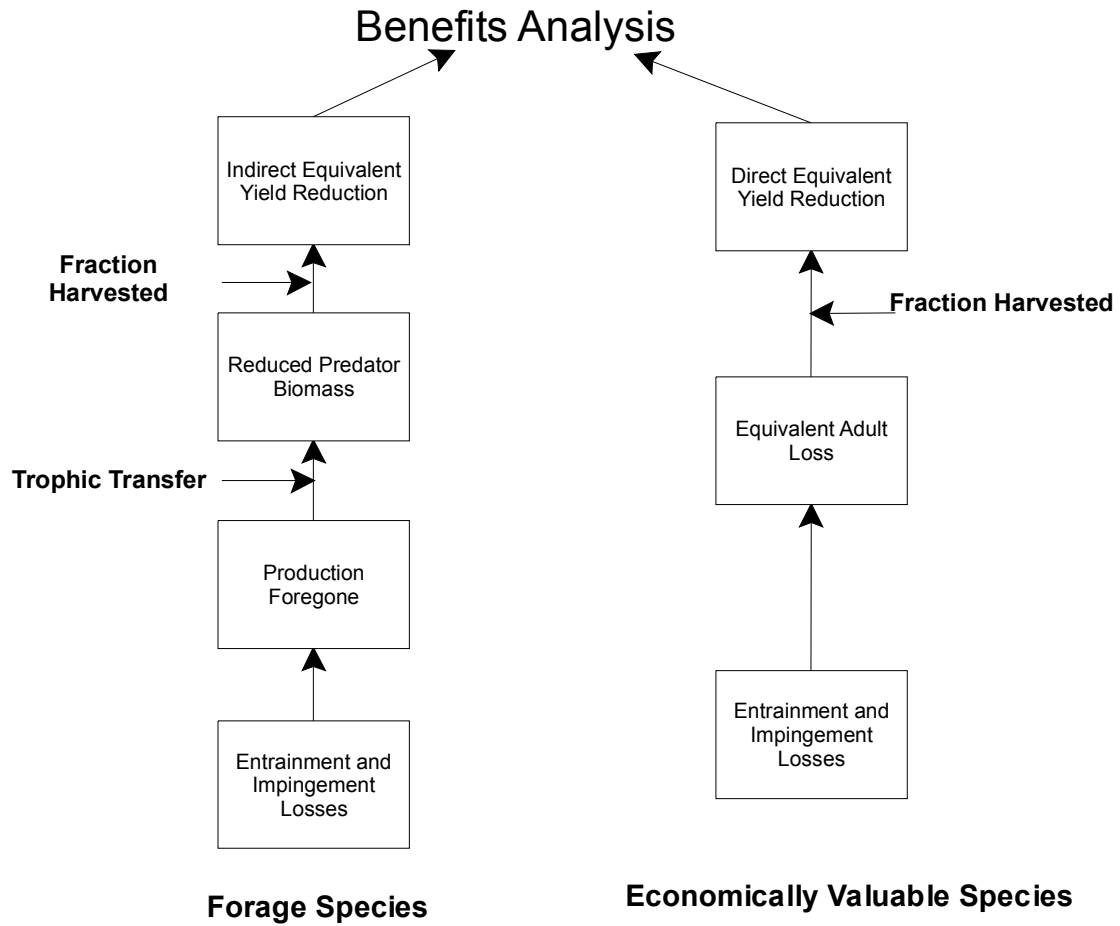 Benefits Analysis
Indirect Equivalent
Yield Reduction
Direct Equivalent
Yield Reduction
Fraction
Harvested
Fraction Harvested
Reduced Predator
Biomass
Equivalent Adult
Loss
Trophic Transfer
Production
Foregone
Entrainment and
Impingement
Losses
Entrainment and
Impingement
Losses
Forage Species
Economically Valuable Species